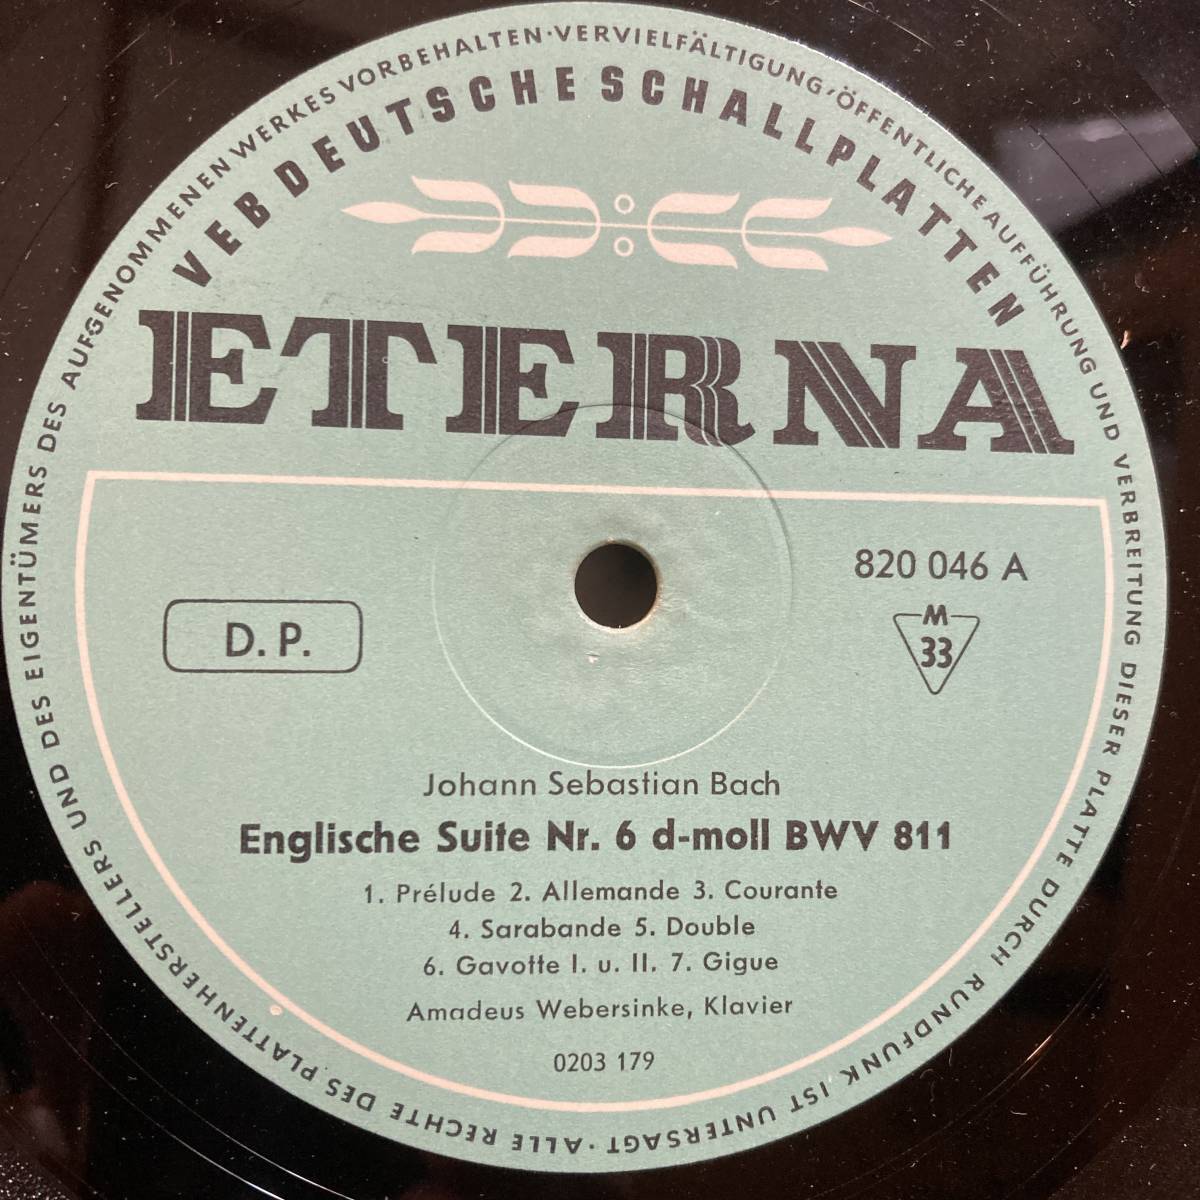 ALLE RECHTE DES PLATTENHERSTELLERS UND DES EIGENTÜMERS DES AUFGENOMMENEN WERKES VORBEHALTEN·VERVIELFÄLTIGUNG, ÖFFENTLICHE AUFFÜHRUNG UND VERBREITUNG DIESER PLATTE DURCH RUNDFUNK IST UNTERSAGT·
VEB DEUTSCHE SCHALLPLATTEN
ETERNA
820 046 A
D. P.
M
33
Johann Sebastian Bach
Englische Suite Nr. 6 d-moll BWV 811
1. Prélude 2. Allemande 3. Courante
4. Sarabande 5. Double
6. Gavotte I. u. II. 7. Gigue
Amadeus Webersinke, Klavier
0203 179